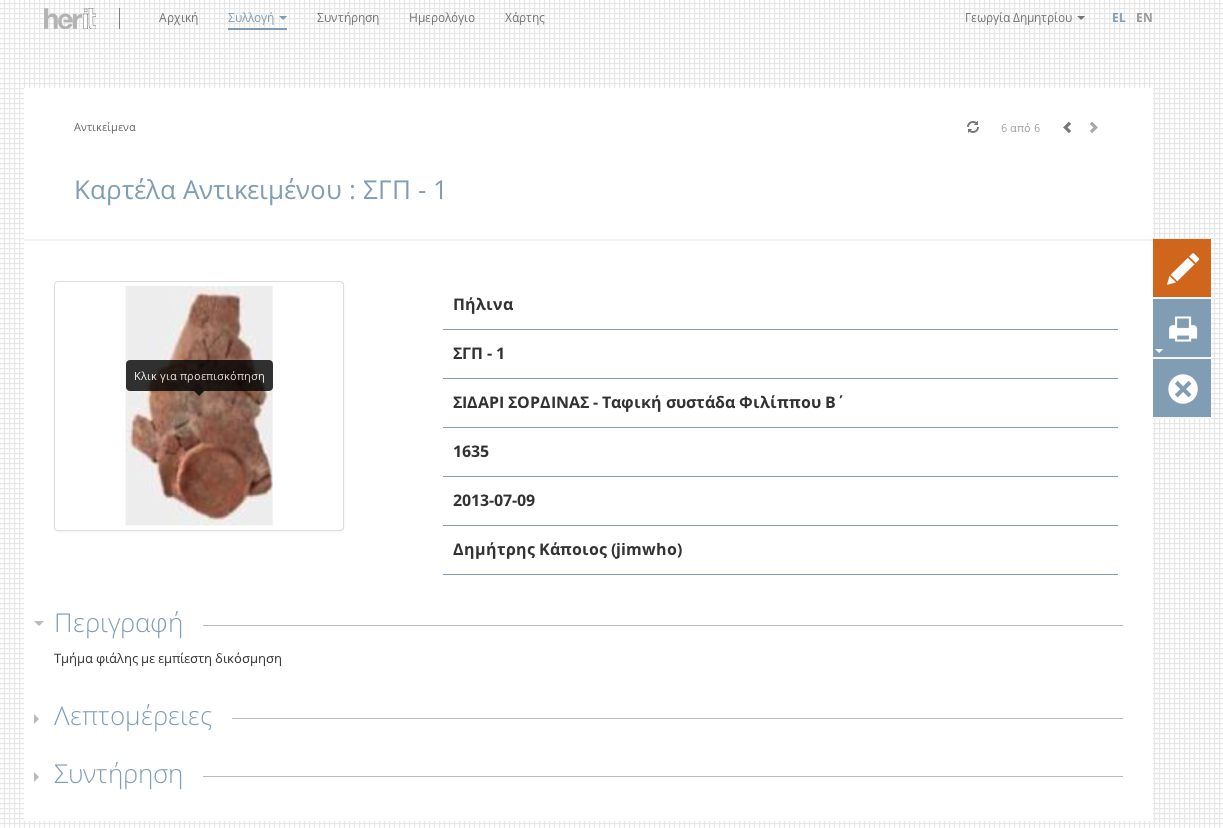 herit
Αρχική Συλλογή Συντήρηση Ημερολόγιο Χάρτης Γεωργία Δημητρίου EL EN
Αντικείμενα 6 από 6
Καρτέλα Αντικειμένου : ΣΓΠ - 1
Κλικ για προεπισκόπηση
Πήλινα
ΣΓΠ - 1
ΣΙΔΑΡΙ ΣΟΡΔΙΝΑΣ - Ταφική συστάδα Φιλίππου Β΄
1635
2013-07-09
Δημήτρης Κάποιος (jimwho)
Περιγραφή
Τμήμα φιάλης με εμπίεστη δικόσμηση
Λεπτομέρειες
Συντήρηση